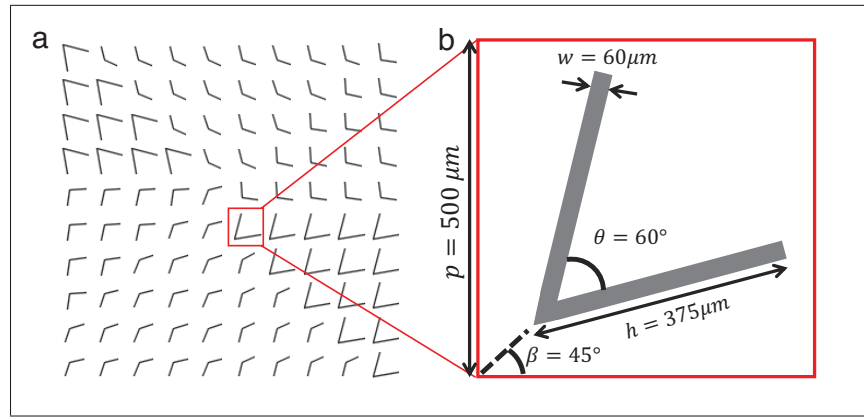 a
b
w = 60μm
p = 500 μm
θ = 60°
h = 375μm
β = 45°